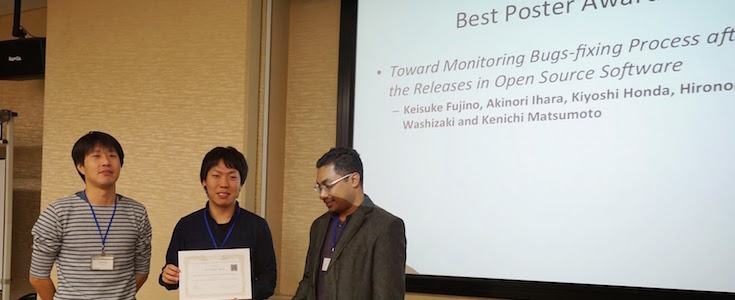 Best Poster Awar
• Toward Monitoring Bugs-fixing Process aft
the Releases in Open Source Software
– Keisuke Fujino, Akinori Ihara, Kiyoshi Honda, Hirono
Washizaki and Kenichi Matsumoto